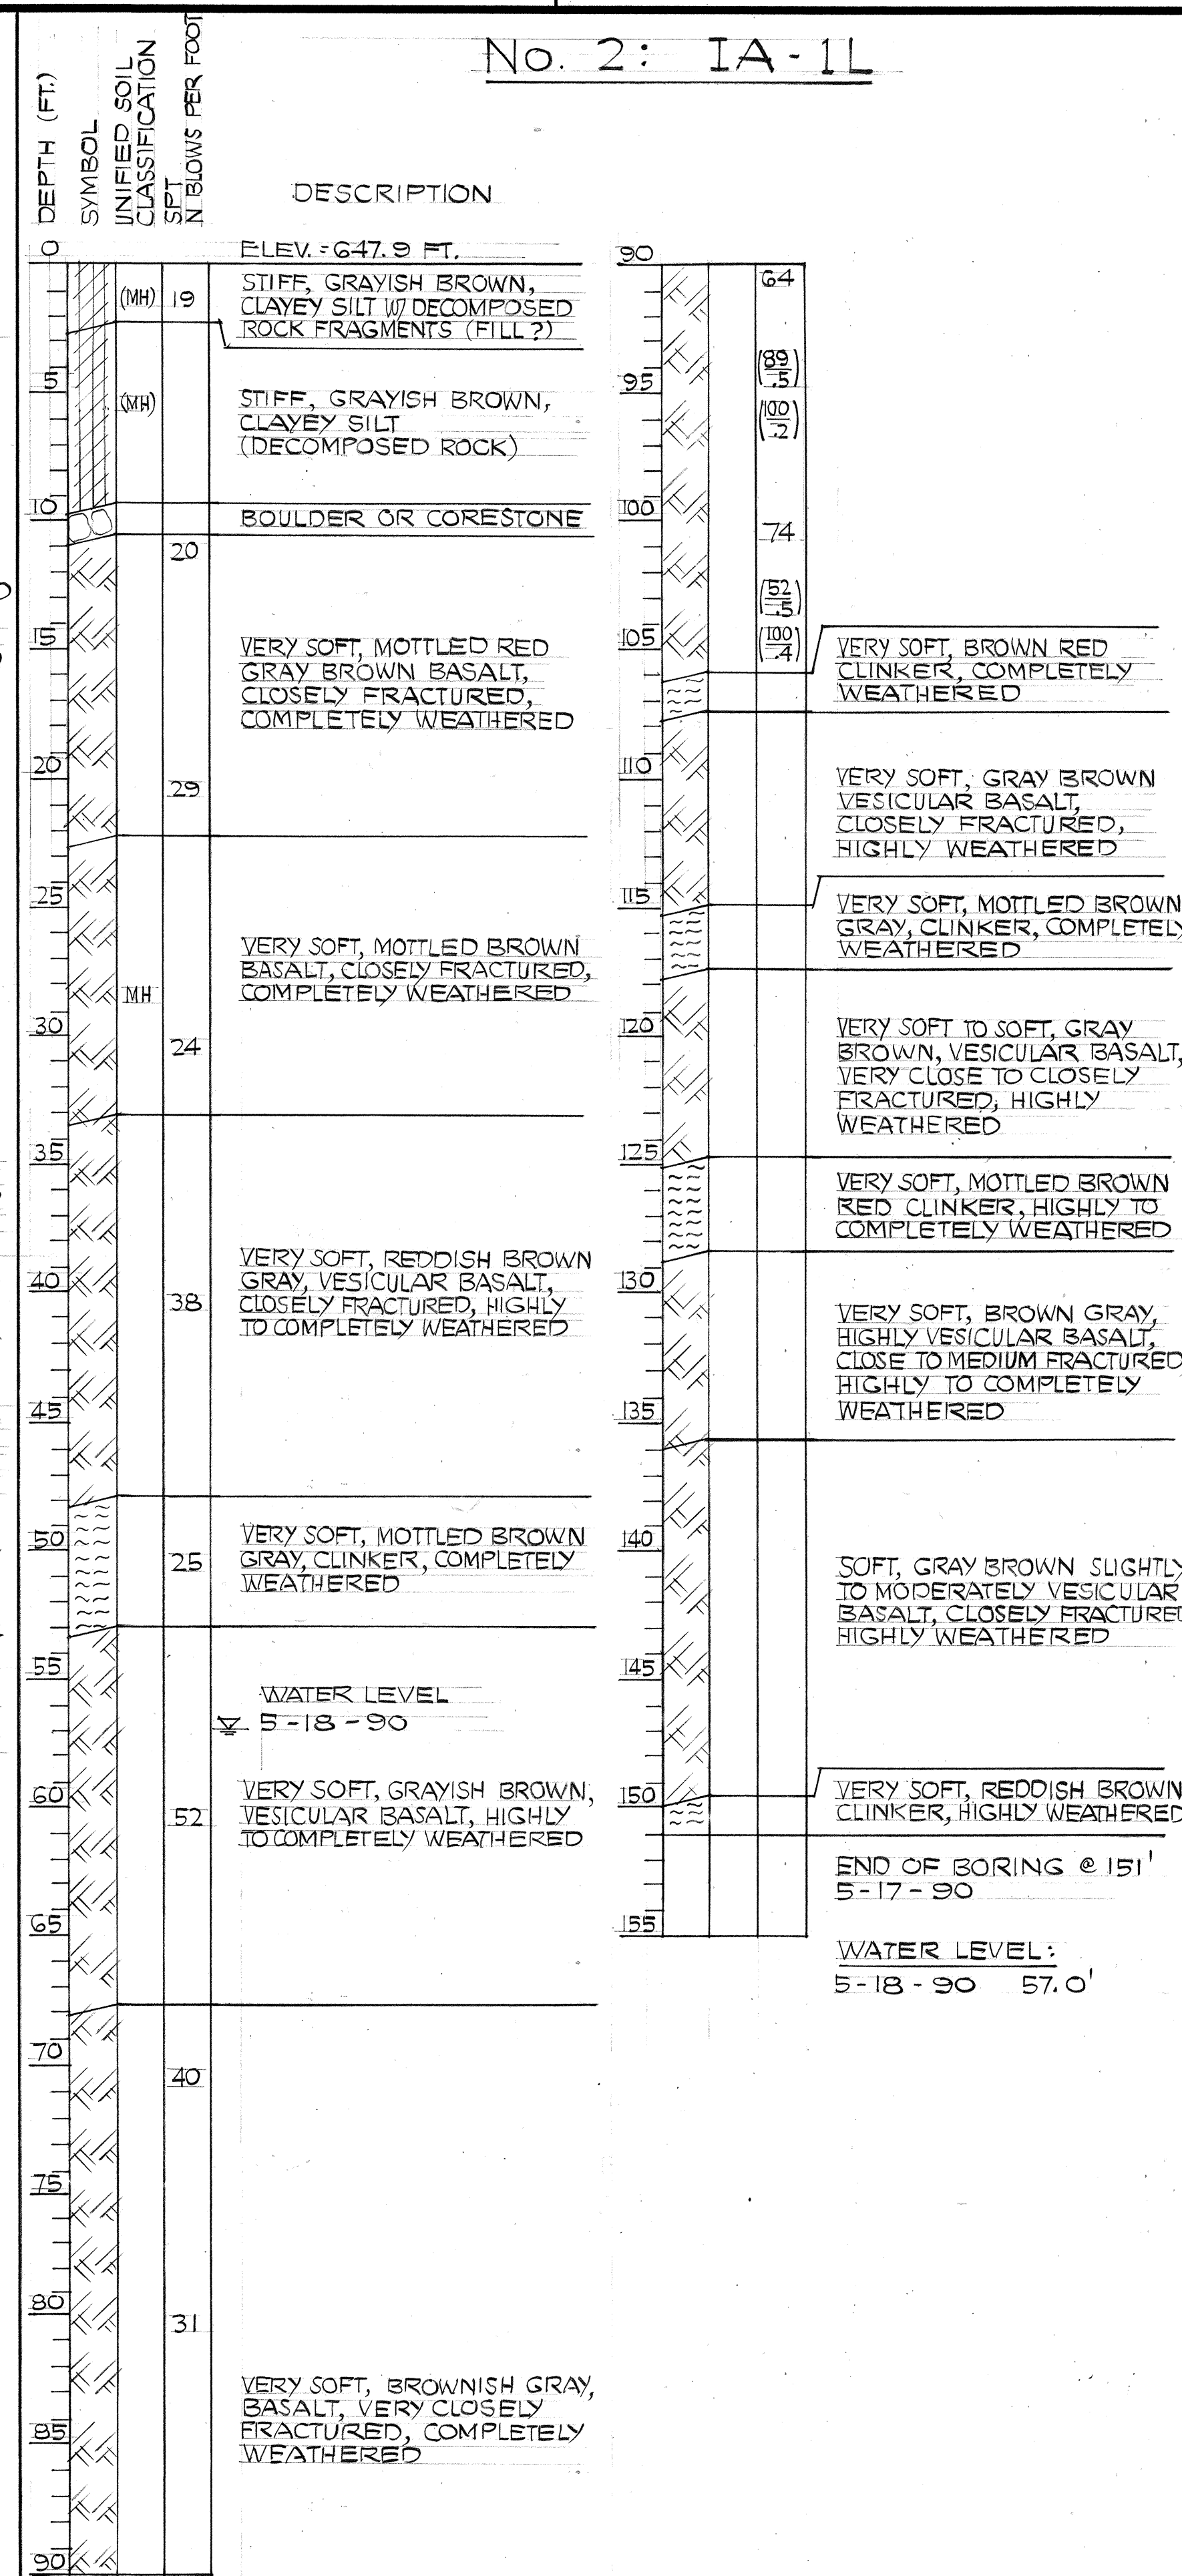 No. 2: IA-1L
DEPTH (FT.)
SYMBOL
UNIFIED SOIL
CLASSIFICATION
SPT
N BLOWS PER FOOT
DESCRIPTION
0
ELEV. = 647.9 FT.
(MH) 19
STIFF, GRAYISH BROWN,
CLAYEY SILT W/ DECOMPOSED
ROCK FRAGMENTS (FILL?)
5
(MH)
STIFF, GRAYISH BROWN,
CLAYEY SILT
(DECOMPOSED ROCK)
10
BOULDER OR CORESTONE
20
15
VERY SOFT, MOTTLED RED
GRAY BROWN BASALT,
CLOSELY FRACTURED,
COMPLETELY WEATHERED
20
29
25
VERY SOFT, MOTTLED BROWN
BASALT, CLOSELY FRACTURED,
COMPLETELY WEATHERED
MH
30
24
35
VERY SOFT, REDDISH BROWN
GRAY, VESICULAR BASALT,
CLOSELY FRACTURED, HIGHLY
TO COMPLETELY WEATHERED
40
38
45
50
25
VERY SOFT, MOTTLED BROWN
GRAY, CLINKER, COMPLETELY
WEATHERED
55
WATER LEVEL
5-18-90
60
52
VERY SOFT, GRAYISH BROWN,
VESICULAR BASALT, HIGHLY
TO COMPLETELY WEATHERED
65
70
40
75
80
31
VERY SOFT, BROWNISH GRAY,
BASALT, VERY CLOSELY
FRACTURED, COMPLETELY
WEATHERED
85
90
90
64
(89/.5)
95
(100/.2)
100
74
(52/.5)
105
(100/.4)
VERY SOFT, BROWN RED
CLINKER, COMPLETELY
WEATHERED
110
VERY SOFT, GRAY BROWN
VESICULAR BASALT,
CLOSELY FRACTURED,
HIGHLY WEATHERED
115
VERY SOFT, MOTTLED BROWN
GRAY, CLINKER, COMPLETELY
WEATHERED
120
VERY SOFT TO SOFT, GRAY
BROWN, VESICULAR BASALT,
VERY CLOSE TO CLOSELY
FRACTURED, HIGHLY
WEATHERED
125
VERY SOFT, MOTTLED BROWN
RED CLINKER, HIGHLY TO
COMPLETELY WEATHERED
130
VERY SOFT, BROWN GRAY,
HIGHLY VESICULAR BASALT,
CLOSE TO MEDIUM FRACTURED
HIGHLY TO COMPLETELY
WEATHERED
135
140
SOFT, GRAY BROWN SLIGHTLY
TO MODERATELY VESICULAR
BASALT, CLOSELY FRACTURED
HIGHLY WEATHERED
145
150
VERY SOFT, REDDISH BROWN
CLINKER, HIGHLY WEATHERED
END OF BORING @ 151'
5-17-90
155
WATER LEVEL:
5-18-90 57.0'